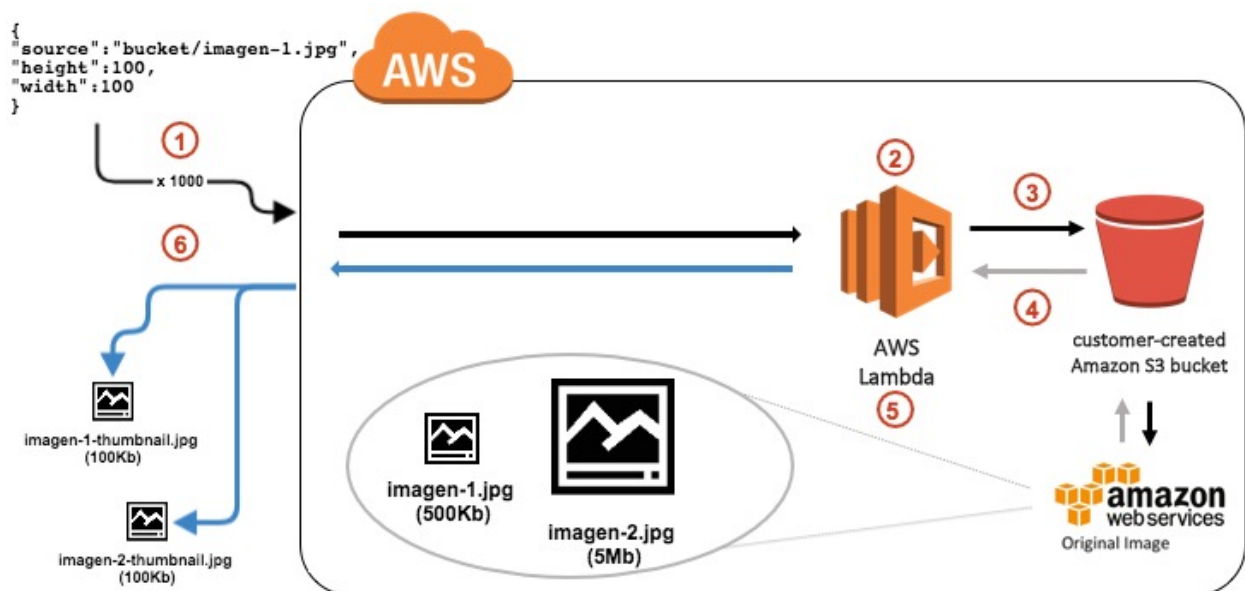 {
"source":"bucket/imagen-1.jpg",
"height":100,
"width":100
}
AWS
1
x 1000
2
3
6
4
AWS
Lambda
5
customer-created
Amazon S3 bucket
imagen-1-thumbnail.jpg
(100Kb)
imagen-2-thumbnail.jpg
(100Kb)
imagen-1.jpg
(500Kb)
imagen-2.jpg
(5Mb)
amazon
web services
Original Image